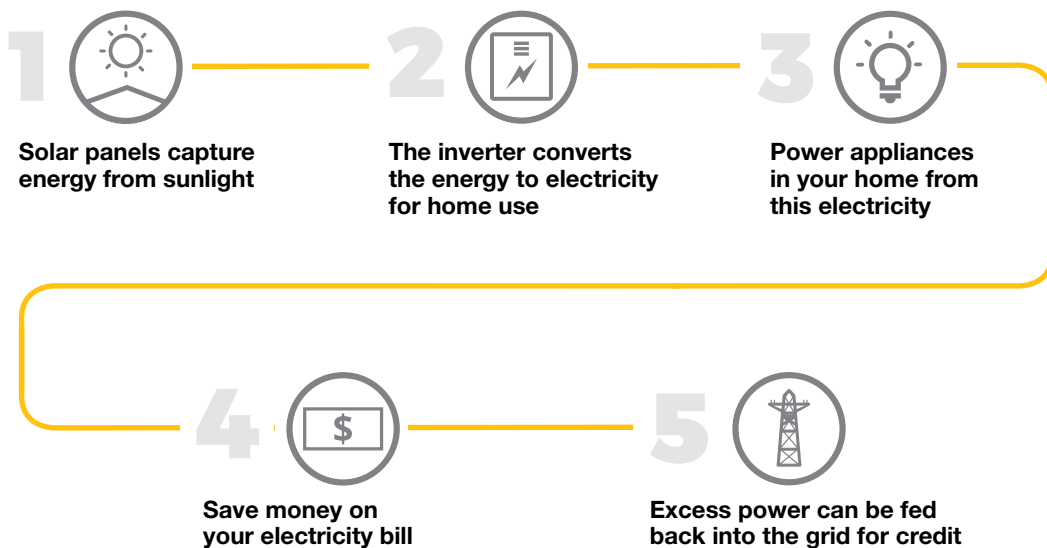 1
Solar panels capture
energy from sunlight
2
The inverter converts
the energy to electricity
for home use
3
Power appliances
in your home from
this electricity
4
$
Save money on
your electricity bill
5
Excess power can be fed
back into the grid for credit